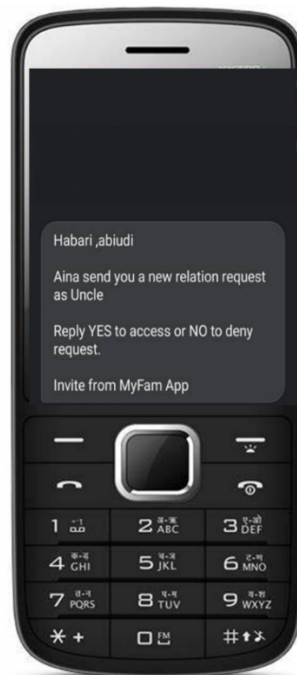 Habari ,abiudi
Aina send you a new relation request
as Uncle
Reply YES to access or NO to deny
request.
Invite from MyFam App
1
2 अ-ऋ ABC
3 ए-ओ DEF
4 क-ङ GHI
5 च-ञ JKL
6 ट-ण MNO
7 त-न PQRS
8 प-म TUV
9 य-श WXYZ
* +
0 FM
#